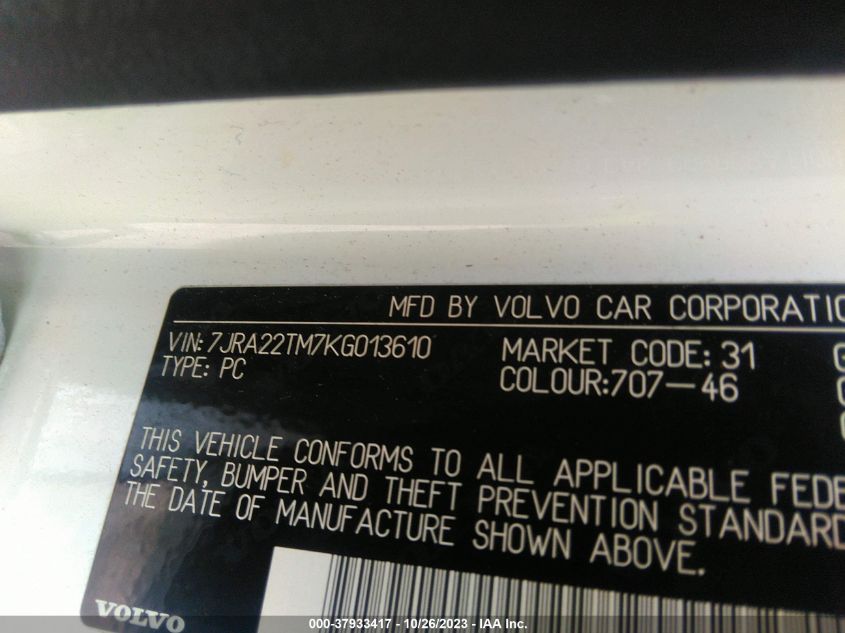 MFD BY VOLVO CAR CORPORATIO
VIN: 7JRA22TM7KG013610
MARKET CODE: 31
TYPE: PC
COLOUR:707-46
THIS VEHICLE CONFORMS TO ALL APPLICABLE FEDE
SAFETY, BUMPER AND THEFT PREVENTION STANDARD
THE DATE OF MANUFACTURE SHOWN ABOVE.
VOLVO
000-37933417 - 10/26/2023 - IAA Inc.